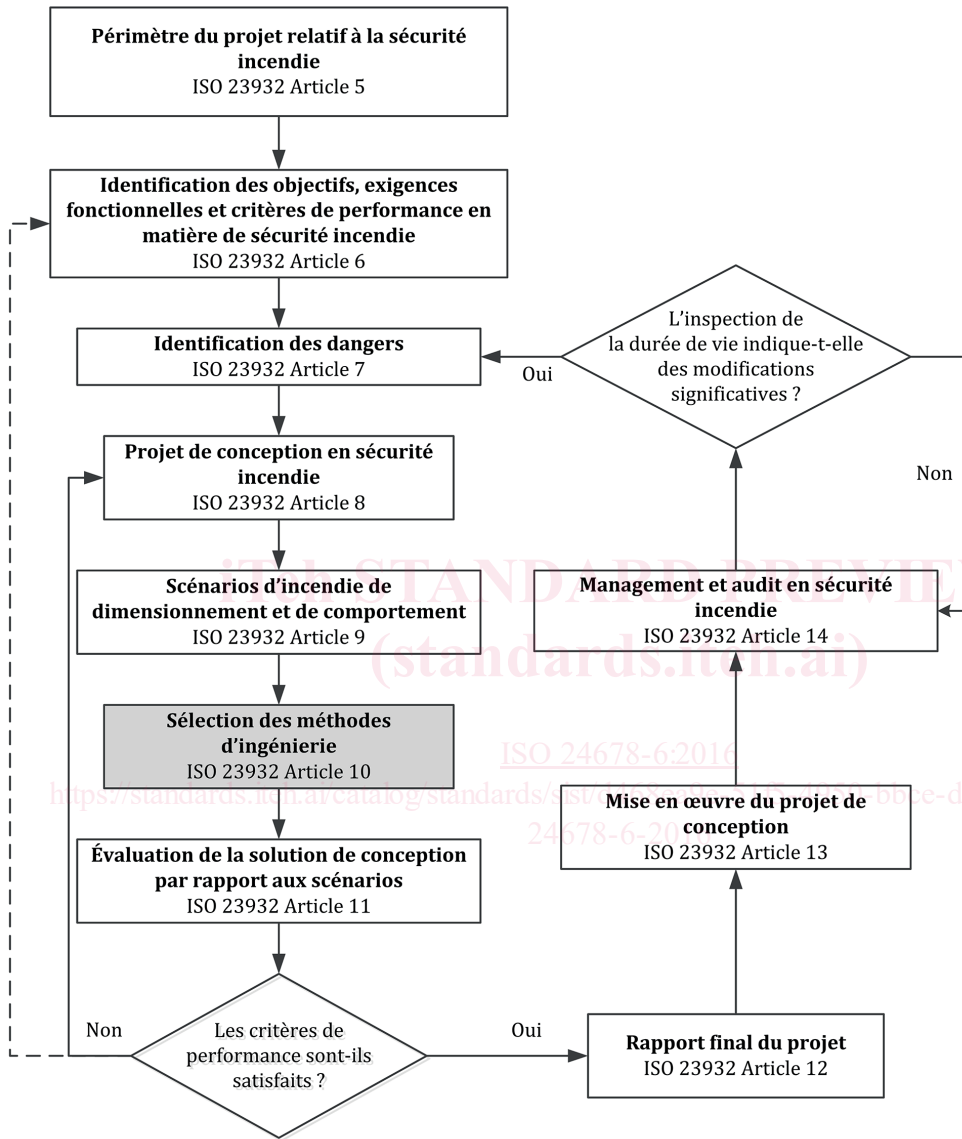 Périmètre du projet relatif à la sécurité
incendie
ISO 23932 Article 5
Identification des objectifs, exigences
fonctionnelles et critères de performance en
matière de sécurité incendie
ISO 23932 Article 6
Identification des dangers
ISO 23932 Article 7
Projet de conception en sécurité
incendie
ISO 23932 Article 8
Scénarios d'incendie de
dimensionnement et de comportement
ISO 23932 Article 9
Sélection des méthodes
d'ingénierie
ISO 23932 Article 10
Évaluation de la solution de conception
par rapport aux scénarios
ISO 23932 Article 11
Non
Les critères de
performance sont-ils
satisfaits ?
Oui
Rapport final du projet
ISO 23932 Article 12
Mise en œuvre du projet de
conception
ISO 23932 Article 13
Management et audit en sécurité
incendie
ISO 23932 Article 14
L'inspection de
la durée de vie indique-t-elle
des modifications
significatives ?
Oui
Non
iTeh STANDARD PREVIE
(standards.iteh.ai)
ISO 24678-6:2016